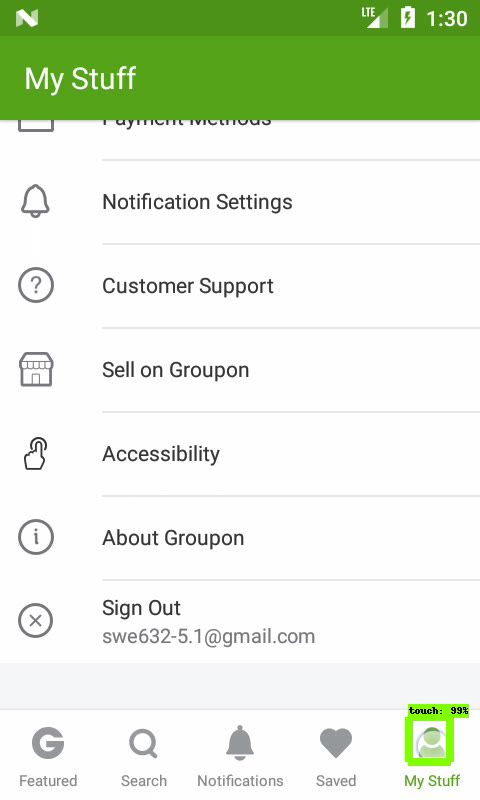 LTE 1:30
My Stuff
Payment Methods
Notification Settings
Customer Support
Sell on Groupon
Accessibility
About Groupon
Sign Out
swe632-5.1@gmail.com
touch: 99%
Featured Search Notifications Saved My Stuff